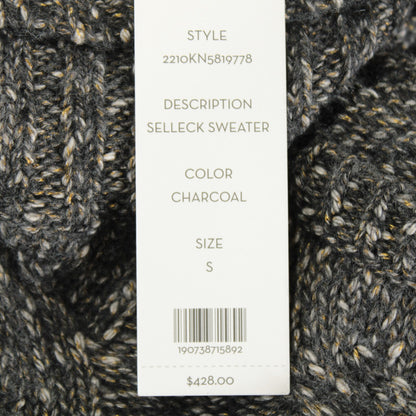 STYLE
2210KN5819778
DESCRIPTION
SELLECK SWEATER
COLOR
CHARCOAL
SIZE
S
190738715892
$428.00